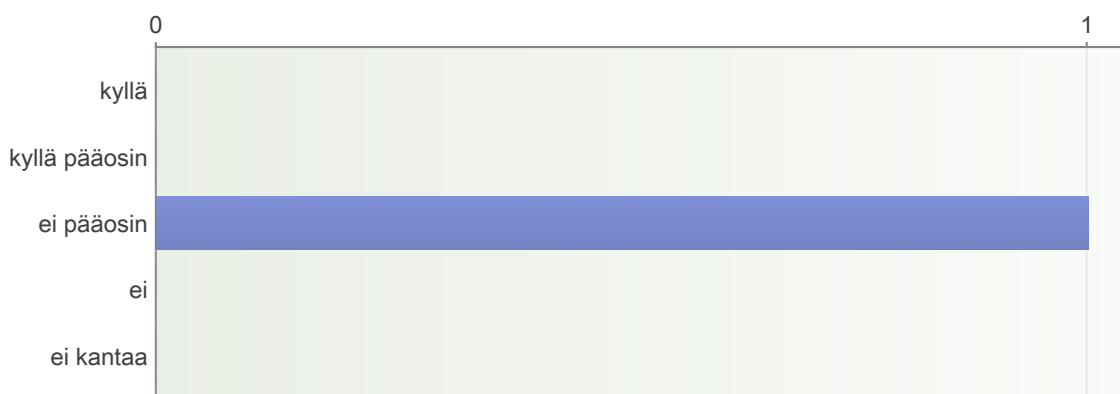 0 1
kyllä
kyllä pääosin
ei pääosin
ei
ei kantaa